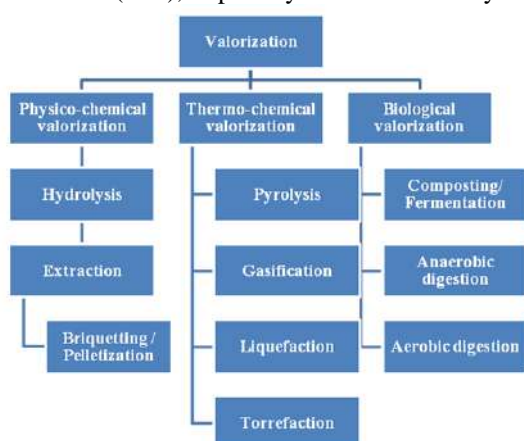 Valorization
Physico-chemical
valorization
Thermo-chemical
valorization
Biological
valorization
Hydrolysis
Extraction
Briquetting /
Pelletization
Pyrolysis
Gasification
Liquefaction
Torrefaction
Composting/
Fermentation
Anaerobic
digestion
Aerobic digestion